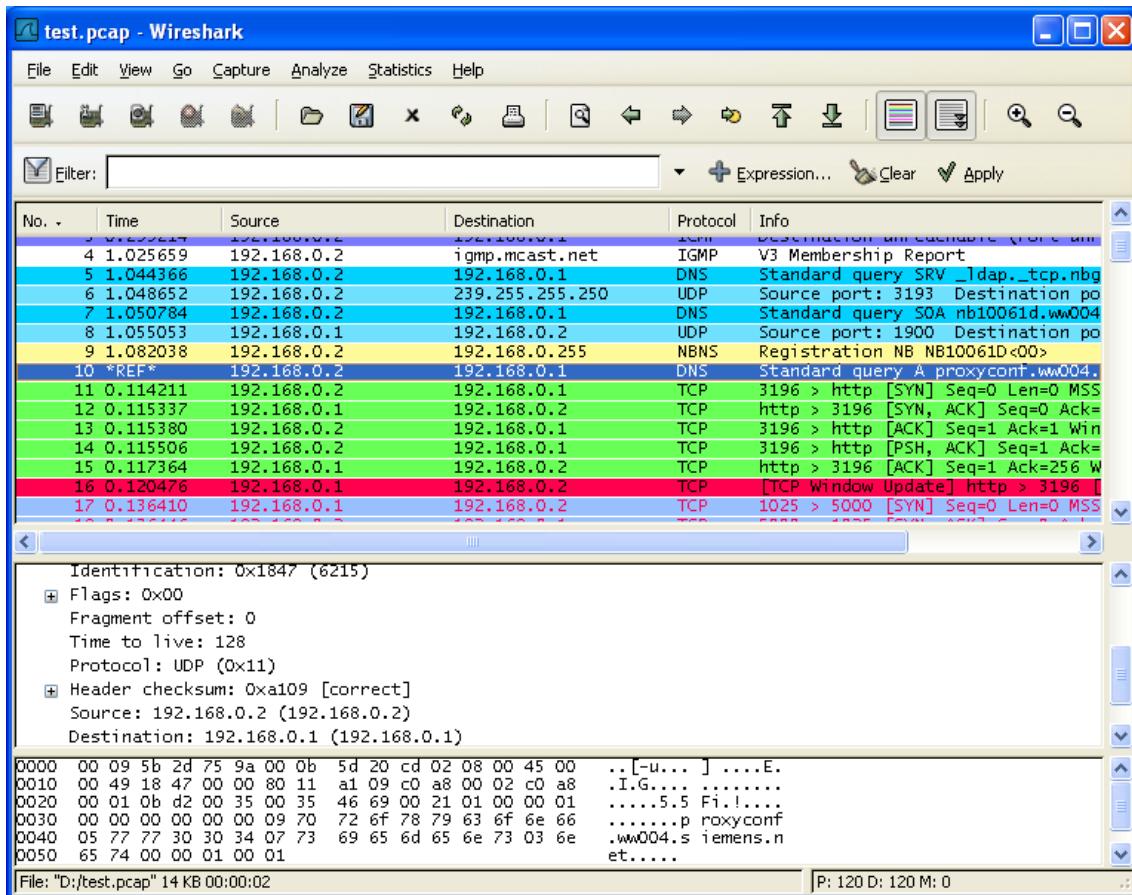 test.pcap - Wireshark
File Edit View Go Capture Analyze Statistics Help
Filter: Expression... Clear Apply
No. . Time Source Destination Protocol Info
3 0.299214 192.168.0.2 192.168.0.1 ICMP Destination unreachable (Port unr
4 1.025659 192.168.0.2 igmp.mcast.net IGMP V3 Membership Report
5 1.044366 192.168.0.2 192.168.0.1 DNS Standard query SRV _ldap._tcp.nbg
6 1.048652 192.168.0.2 239.255.255.250 UDP Source port: 3193 Destination po
7 1.050784 192.168.0.2 192.168.0.1 DNS Standard query SOA nb10061d.ww004
8 1.055053 192.168.0.1 192.168.0.2 UDP Source port: 1900 Destination po
9 1.082038 192.168.0.2 192.168.0.255 NBNS Registration NB NB10061D<00>
10 *REF* 192.168.0.2 192.168.0.1 DNS Standard query A proxyconf.ww004.
11 0.114211 192.168.0.2 192.168.0.1 TCP 3196 > http [SYN] Seq=0 Len=0 MSS
12 0.115337 192.168.0.1 192.168.0.2 TCP http > 3196 [SYN, ACK] Seq=0 Ack=
13 0.115380 192.168.0.2 192.168.0.1 TCP 3196 > http [ACK] Seq=1 Ack=1 Win
14 0.115506 192.168.0.2 192.168.0.1 TCP 3196 > http [PSH, ACK] Seq=1 Ack=
15 0.117364 192.168.0.1 192.168.0.2 TCP http > 3196 [ACK] Seq=1 Ack=256 W
16 0.120476 192.168.0.1 192.168.0.2 TCP [TCP Window Update] http > 3196 [
17 0.136410 192.168.0.1 192.168.0.2 TCP 1025 > 5000 [SYN] Seq=0 Len=0 MSS
Identification: 0x1847 (6215)
Flags: 0x00
Fragment offset: 0
Time to live: 128
Protocol: UDP (0x11)
Header checksum: 0xa109 [correct]
Source: 192.168.0.2 (192.168.0.2)
Destination: 192.168.0.1 (192.168.0.1)
0000 00 09 5b 2d 75 9a 00 0b 5d 20 cd 02 08 00 45 00 ..[-u... ] ....E.
0010 00 49 18 47 00 00 80 11 a1 09 c0 a8 00 02 c0 a8 .I.G.... ........
0020 00 01 0b d2 00 35 00 35 46 69 00 21 01 00 00 01 .....5.5 Fi.!....
0030 00 00 00 00 00 00 09 70 72 6f 78 79 63 6f 6e 66 .......p roxyconf
0040 05 77 77 30 30 34 07 73 69 65 6d 65 6e 73 03 6e .ww004.s iemens.n
0050 65 74 00 00 01 00 01 et.....
File: "D:/test.pcap" 14 KB 00:00:02 P: 120 D: 120 M: 0